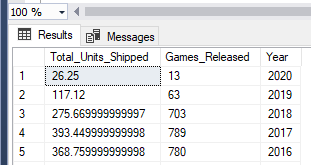 100 %
Results Messages
Total_Units_Shipped Games_Released Year
1 26.25 13 2020
2 117.12 63 2019
3 275.669999999997 703 2018
4 393.449999999998 789 2017
5 368.759999999998 780 2016